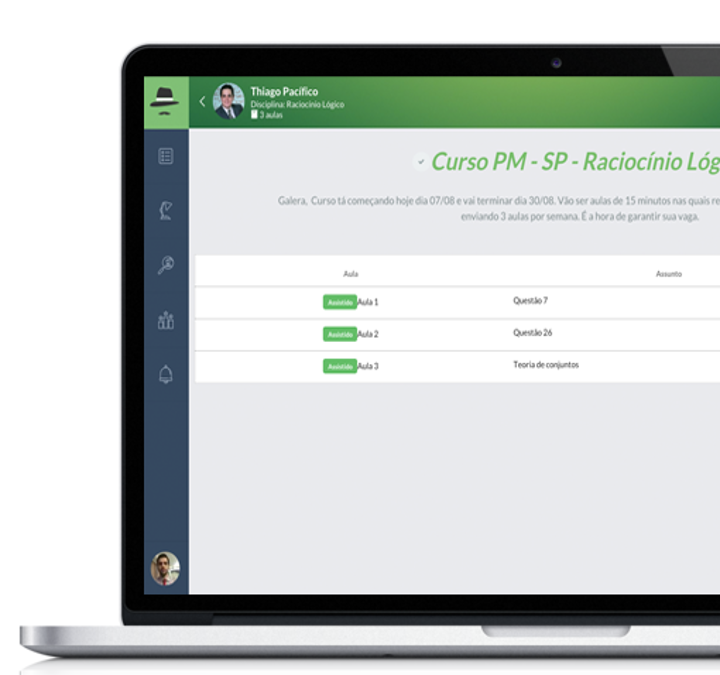 Thiago Pacífico
Disciplina: Raciocínio Lógico
3 aulas
Curso PM - SP - Raciocínio Lóg
Galera, Curso tá começando hoje dia 07/08 e vai terminar dia 30/08. Vão ser aulas de 15 minutos nas quais re
enviando 3 aulas por semana. É a hora de garantir sua vaga.
Aula Assunto
Assistido Aula 1 Questão 7
Assistido Aula 2 Questão 26
Assistido Aula 3 Teoria de conjuntos